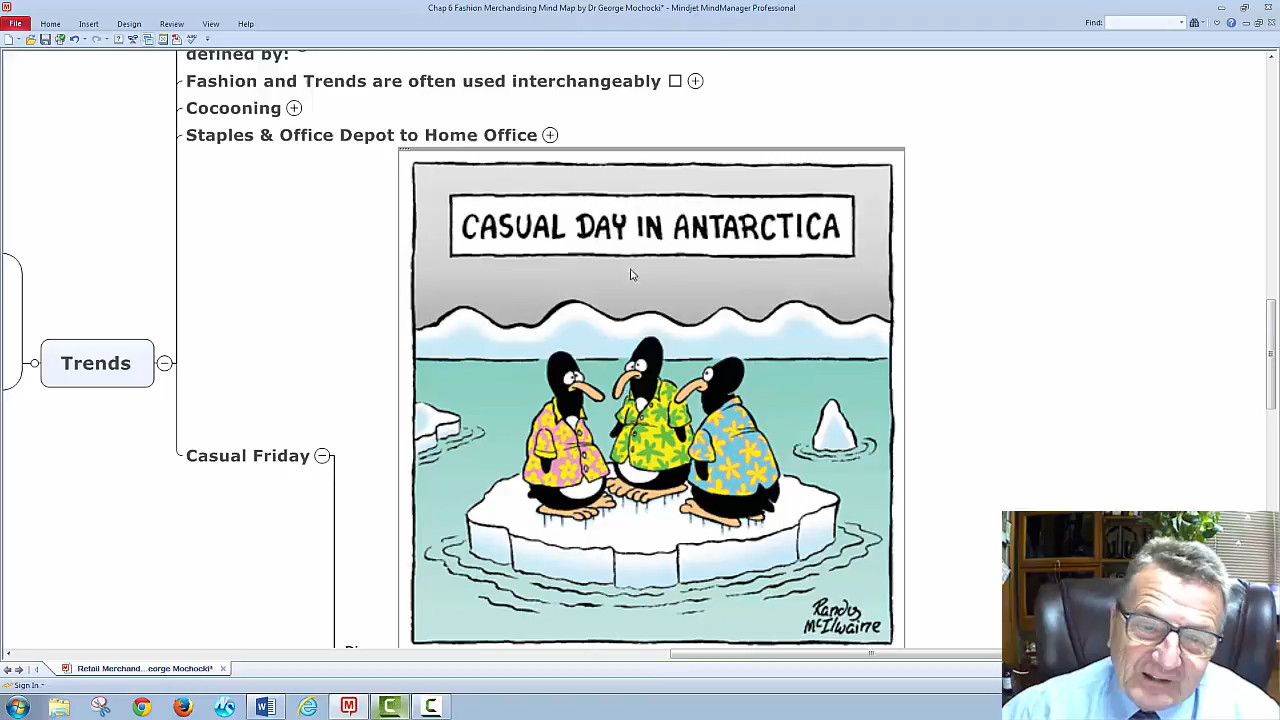 Chap 6 Fashion Merchandising Mind Map by Dr George Mochocki* - Mindjet MindManager Professional
File Home Insert Design Review View Help Find:
defined by:
Fashion and Trends are often used interchangeably
Cocooning
Staples & Office Depot to Home Office
CASUAL DAY IN ANTARCTICA
Trends
Casual Friday
Randy
McIlwaine
Retail Merchand...eorge Mochocki*
Sign In